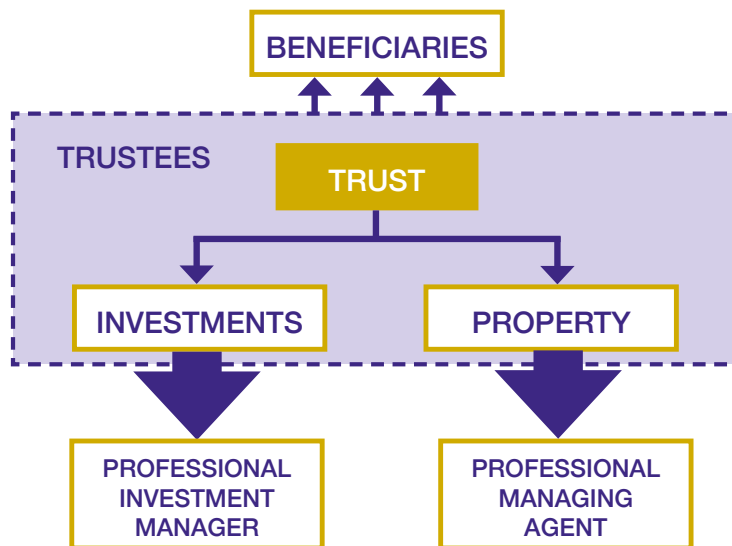 BENEFICIARIES
TRUSTEES
TRUST
INVESTMENTS
PROPERTY
PROFESSIONAL
INVESTMENT
MANAGER
PROFESSIONAL
MANAGING
AGENT